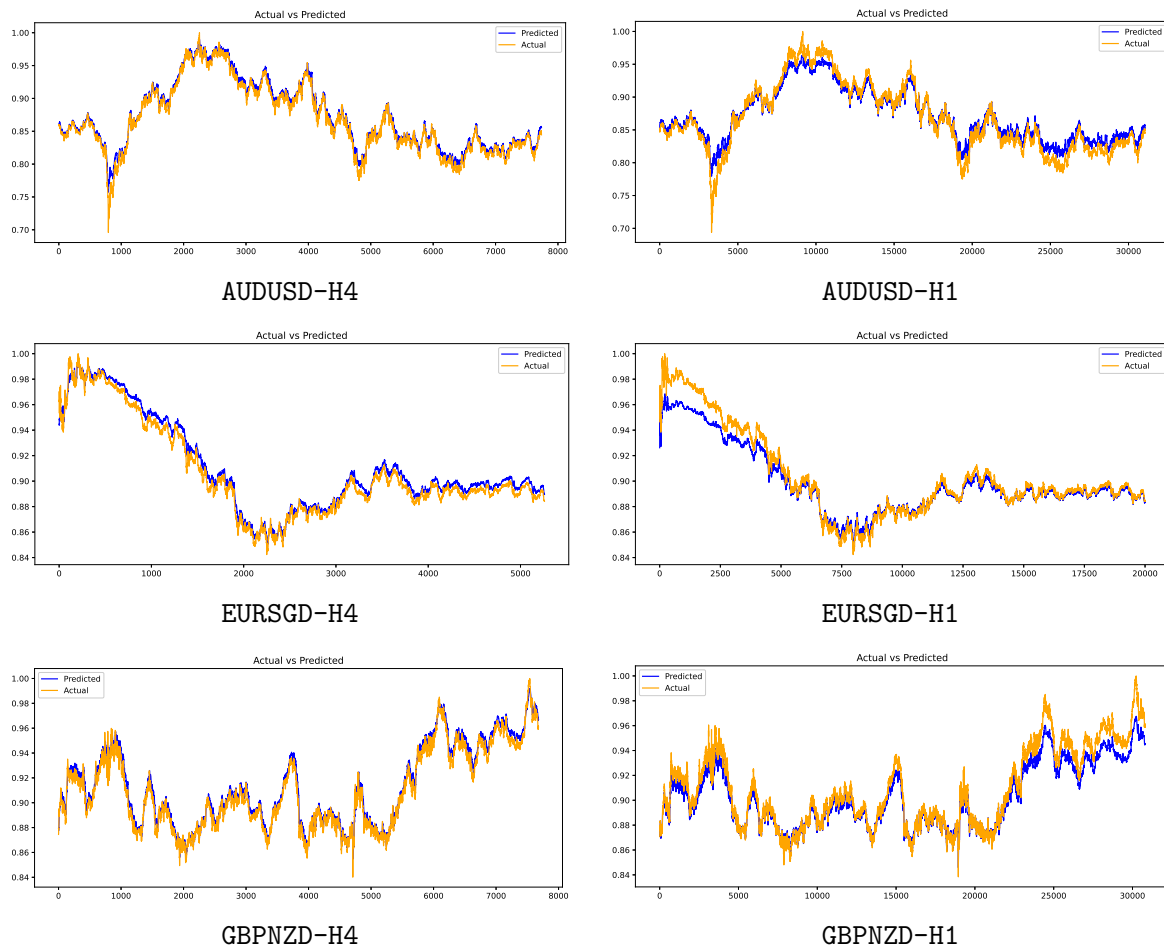 Actual vs Predicted
Predicted
Actual
1.00
0.95
0.90
0.85
0.80
0.75
0.70
0 1000 2000 3000 4000 5000 6000 7000 8000
AUDUSD-H4
Actual vs Predicted
Predicted
Actual
1.00
0.95
0.90
0.85
0.80
0.75
0.70
0 5000 10000 15000 20000 25000 30000
AUDUSD-H1
Actual vs Predicted
Predicted
Actual
1.00
0.98
0.96
0.94
0.92
0.90
0.88
0.86
0.84
0 1000 2000 3000 4000 5000
EURSGD-H4
Actual vs Predicted
Predicted
Actual
1.00
0.98
0.96
0.94
0.92
0.90
0.88
0.86
0.84
0 2500 5000 7500 10000 12500 15000 17500 20000
EURSGD-H1
Actual vs Predicted
Predicted
Actual
1.00
0.98
0.96
0.94
0.92
0.90
0.88
0.86
0.84
0 1000 2000 3000 4000 5000 6000 7000 8000
GBPNZD-H4
Actual vs Predicted
Predicted
Actual
1.00
0.98
0.96
0.94
0.92
0.90
0.88
0.86
0.84
0 5000 10000 15000 20000 25000 30000
GBPNZD-H1